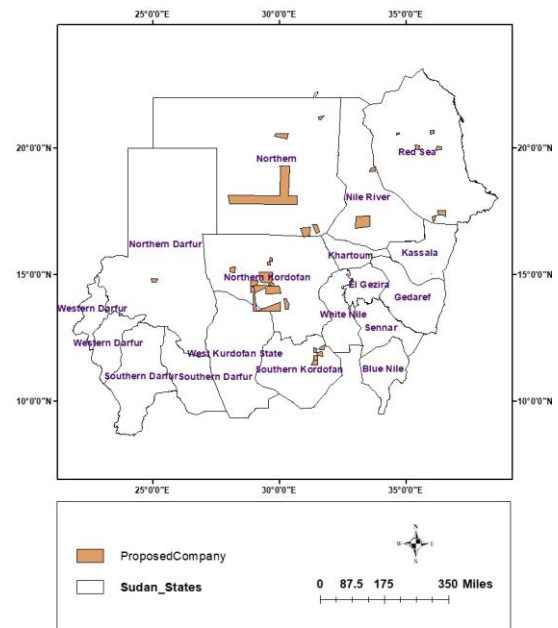 25°0'0"E 30°0'0"E 35°0'0"E
20°0'0"N 20°0'0"N
Red Sea
Northern
Nile River
Northern Darfur
Khartoum Kassala
15°0'0"N 15°0'0"N
Northern Kordofan
El Gezira
Gedaref
Western Darfur
White Nile
Sennar
Western Darfur
West Kurdofan State
Southern Darfur Southern Darfur Southern Kordofan Blue Nile
10°0'0"N 10°0'0"N
25°0'0"E 30°0'0"E 35°0'0"E
N
W E
S
ProposedCompany
Sudan_States
0 87.5 175 350 Miles